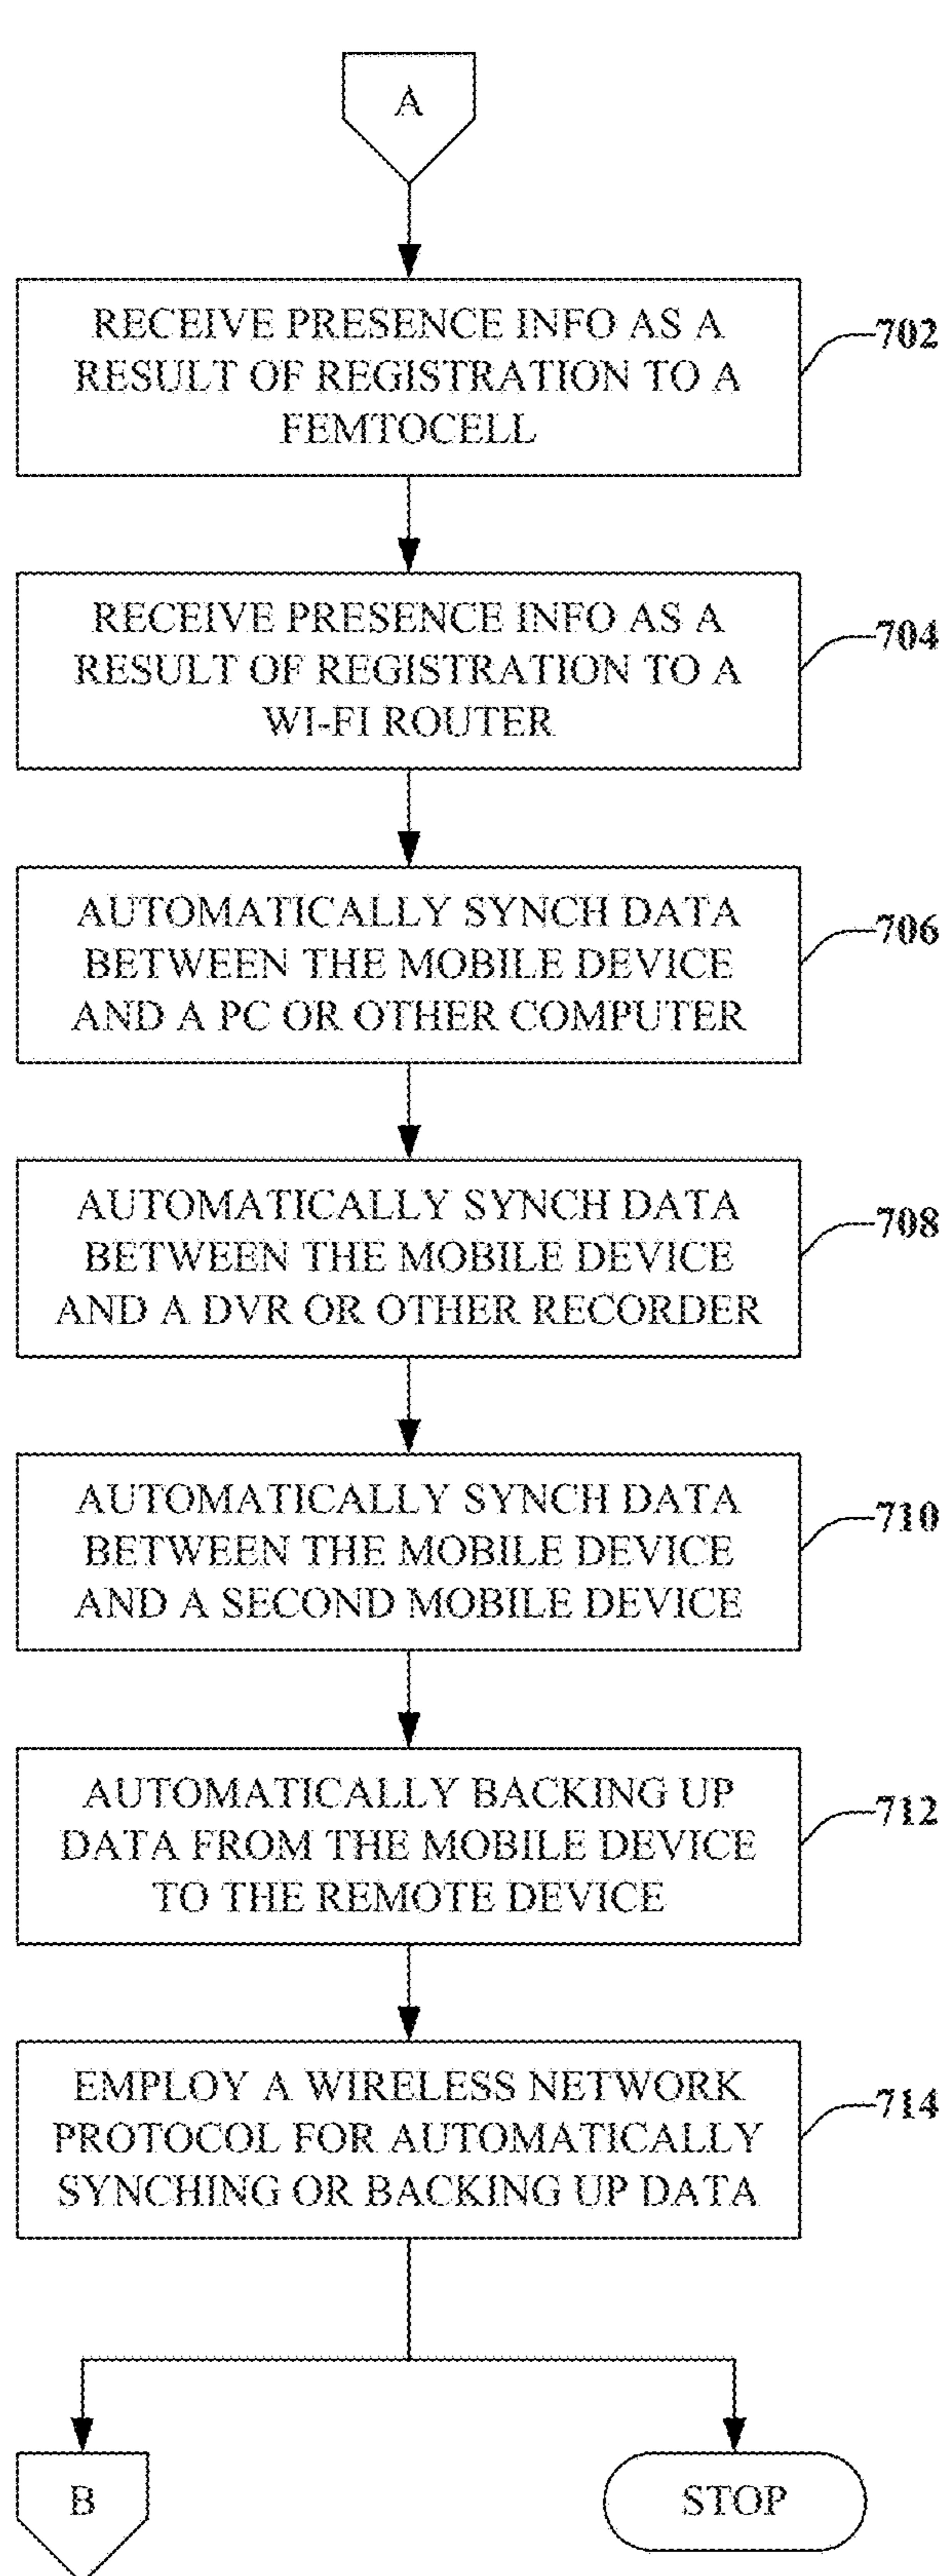 A
RECEIVE PRESENCE INFO AS A
RESULT OF REGISTRATION TO A
FEMTOCELL
702
RECEIVE PRESENCE INFO AS A
RESULT OF REGISTRATION TO A
WI-FI ROUTER
704
AUTOMATICALLY SYNCH DATA
BETWEEN THE MOBILE DEVICE
AND A PC OR OTHER COMPUTER
706
AUTOMATICALLY SYNCH DATA
BETWEEN THE MOBILE DEVICE
AND A DVR OR OTHER RECORDER
708
AUTOMATICALLY SYNCH DATA
BETWEEN THE MOBILE DEVICE
AND A SECOND MOBILE DEVICE
710
AUTOMATICALLY BACKING UP
DATA FROM THE MOBILE DEVICE
TO THE REMOTE DEVICE
712
EMPLOY A WIRELESS NETWORK
PROTOCOL FOR AUTOMATICALLY
SYNCHING OR BACKING UP DATA
714
B
STOP